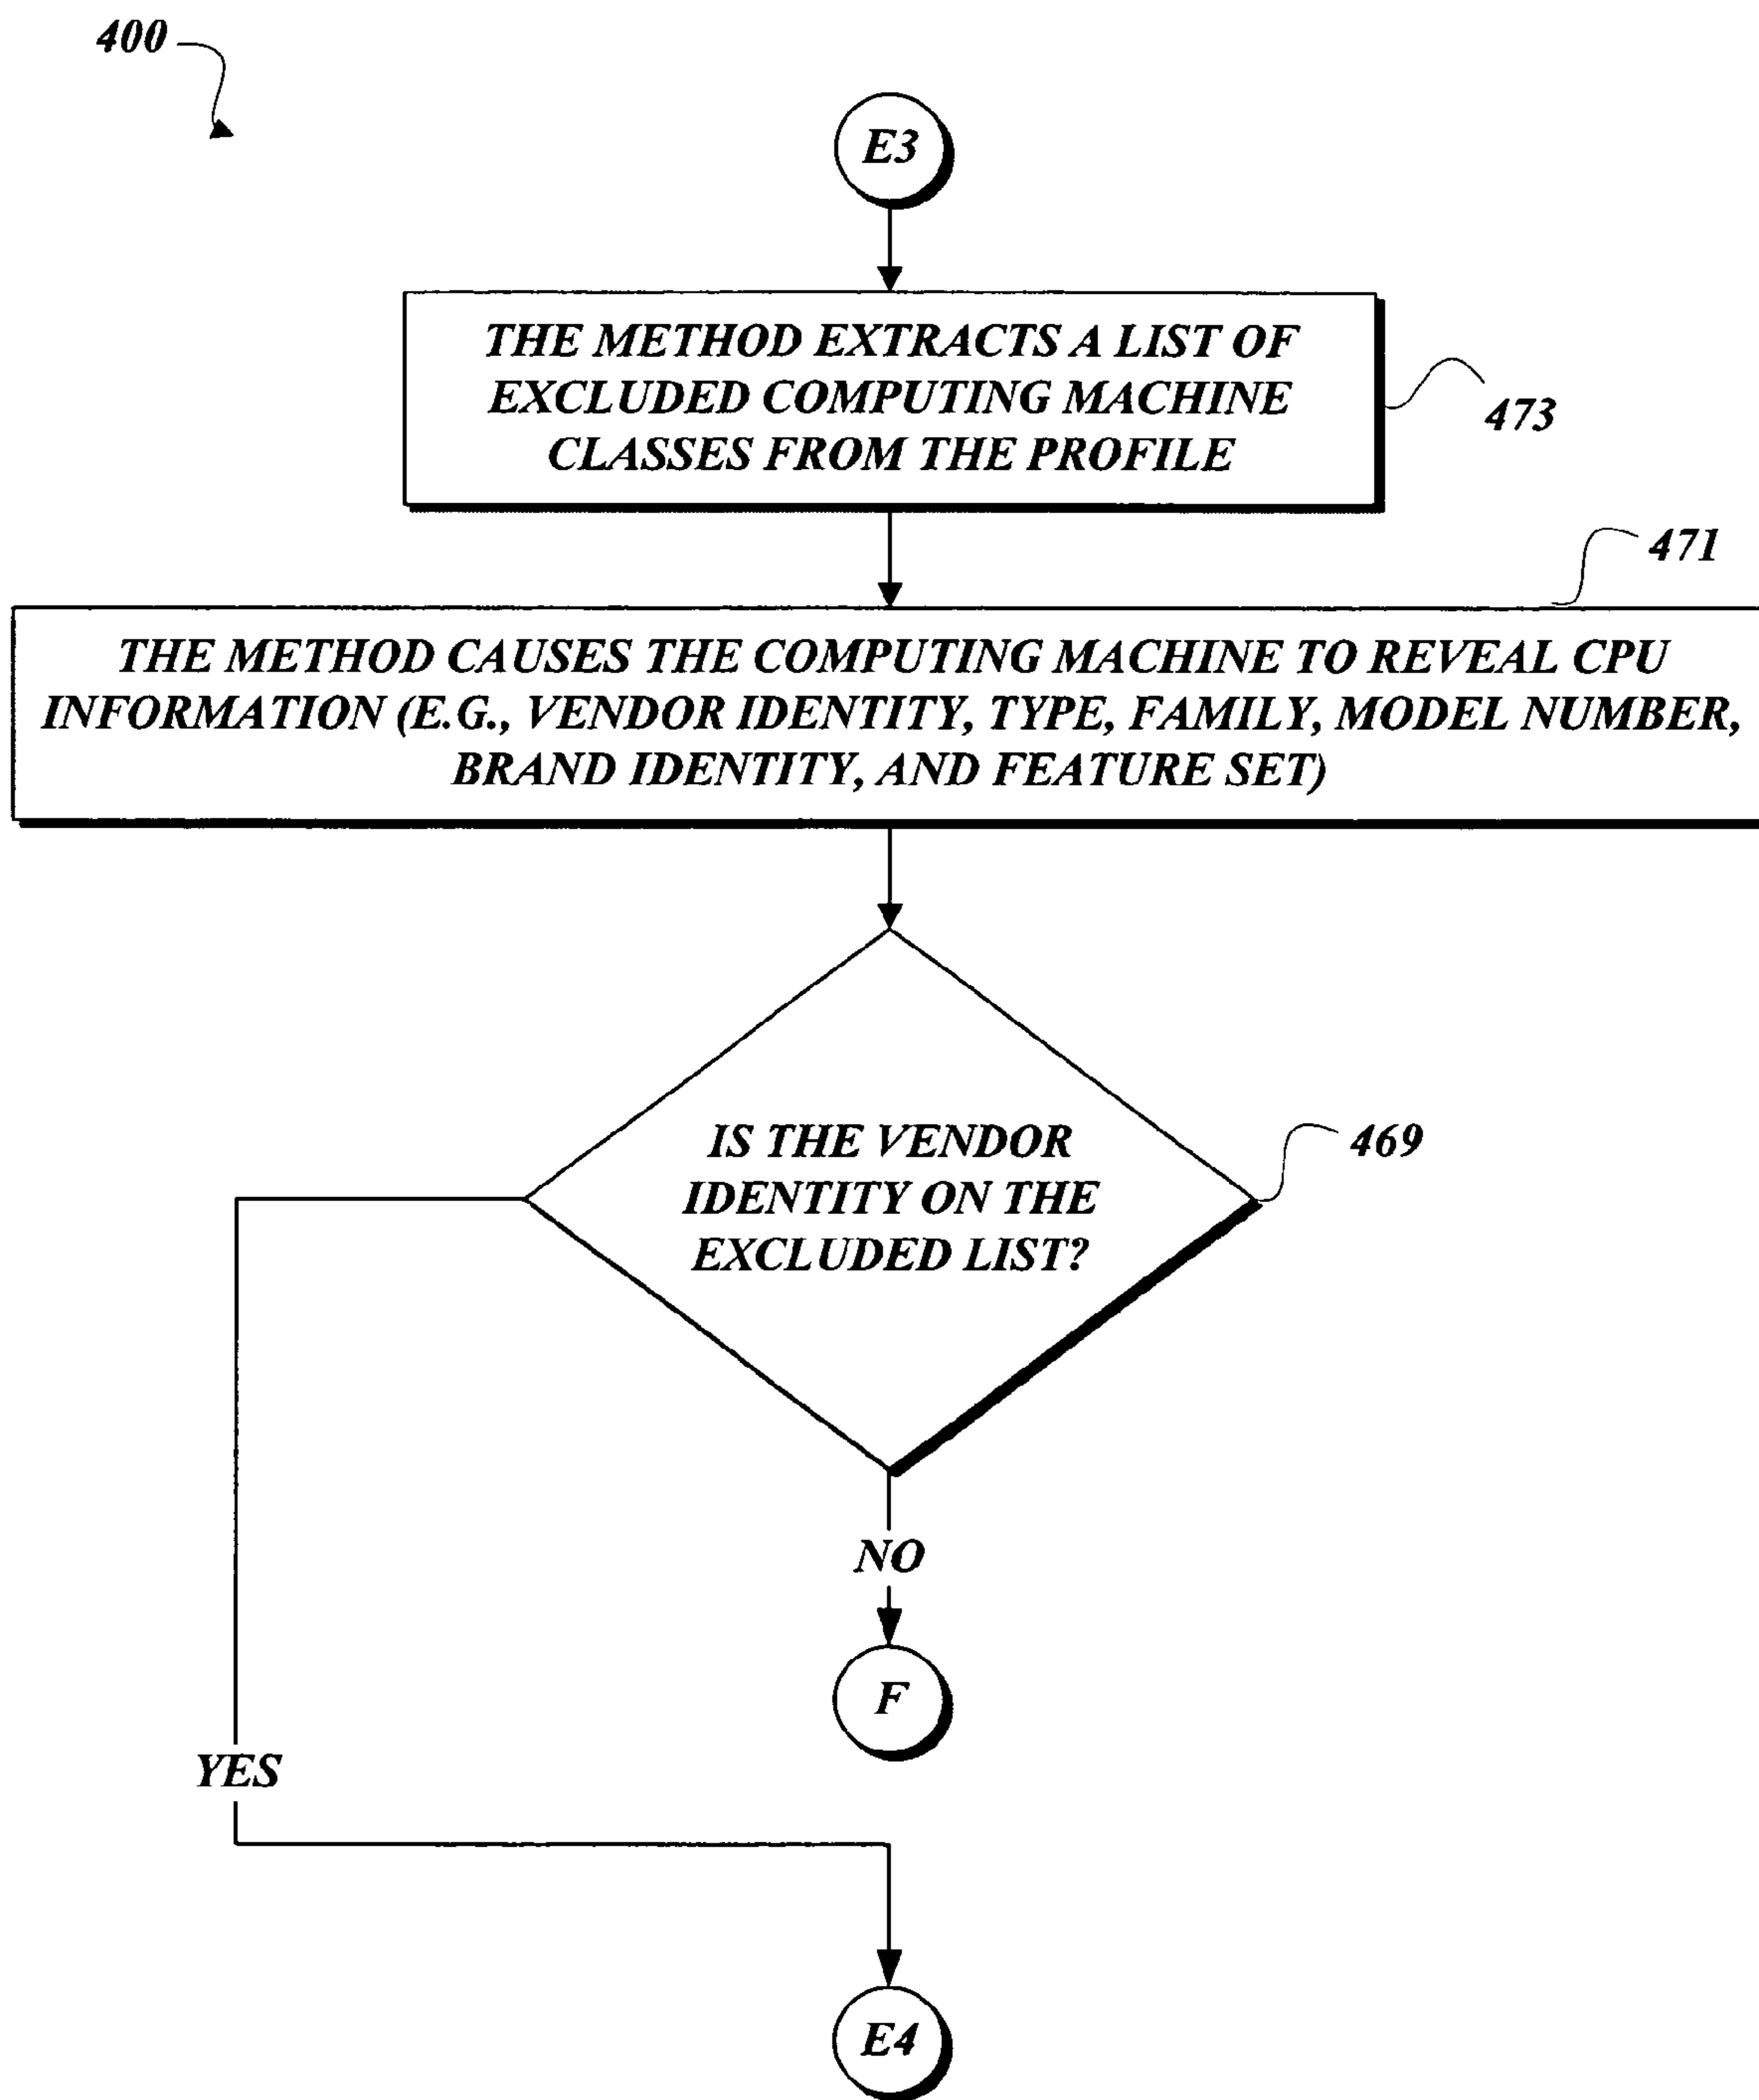 400
E3
THE METHOD EXTRACTS A LIST OF
EXCLUDED COMPUTING MACHINE
CLASSES FROM THE PROFILE
473
471
THE METHOD CAUSES THE COMPUTING MACHINE TO REVEAL CPU
INFORMATION (E.G., VENDOR IDENTITY, TYPE, FAMILY, MODEL NUMBER,
BRAND IDENTITY, AND FEATURE SET)
IS THE VENDOR
IDENTITY ON THE
EXCLUDED LIST?
469
NO
F
YES
E4